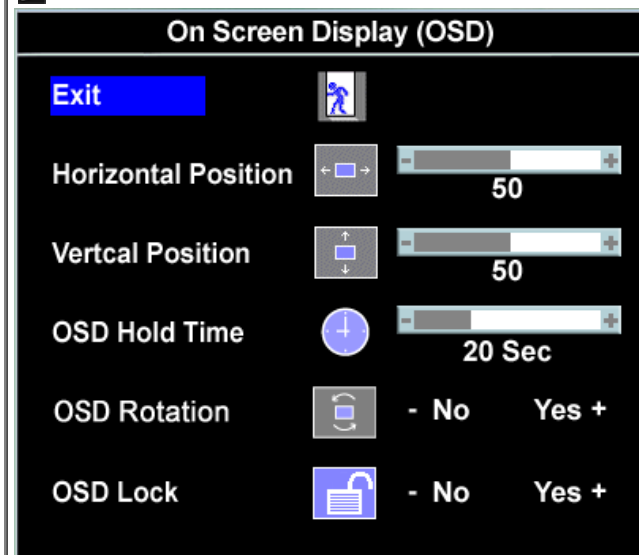 On Screen Display (OSD)
Exit
Horizontal Position - +
50
Vertcal Position - +
50
OSD Hold Time - +
20 Sec
OSD Rotation - No Yes +
OSD Lock - No Yes +